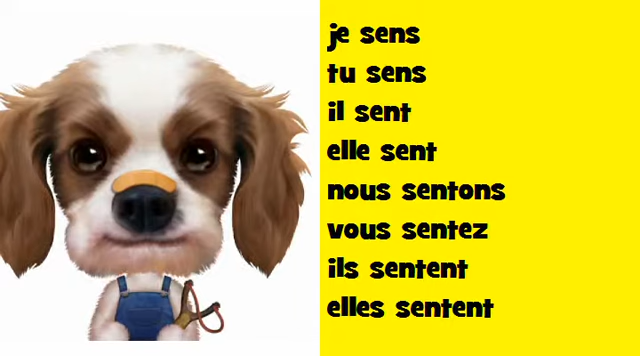 je sens
tu sens
il sent
elle sent
nous sentons
vous sentez
ils sentent
elles sentent